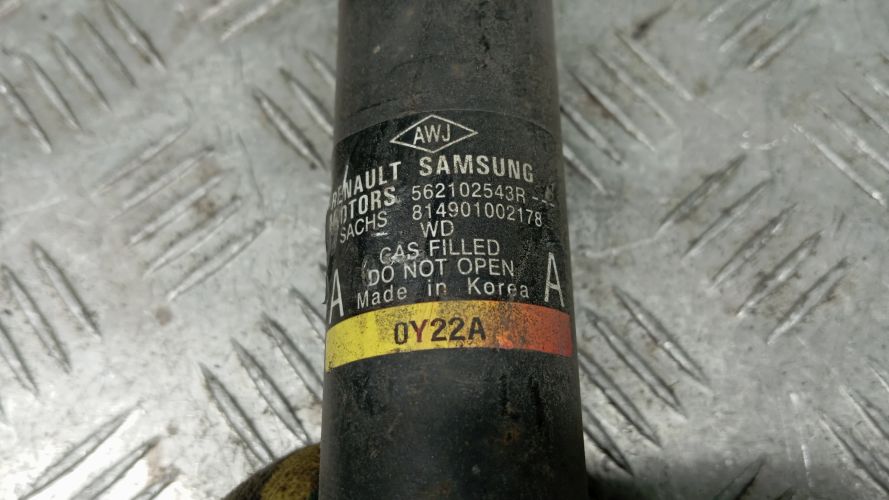 AWJ
RENAULT SAMSUNG
MOTORS 562102543R--
SACHS 814901002178
WD
GAS FILLED
DO NOT OPEN
A Made in Korea A
0Y22A